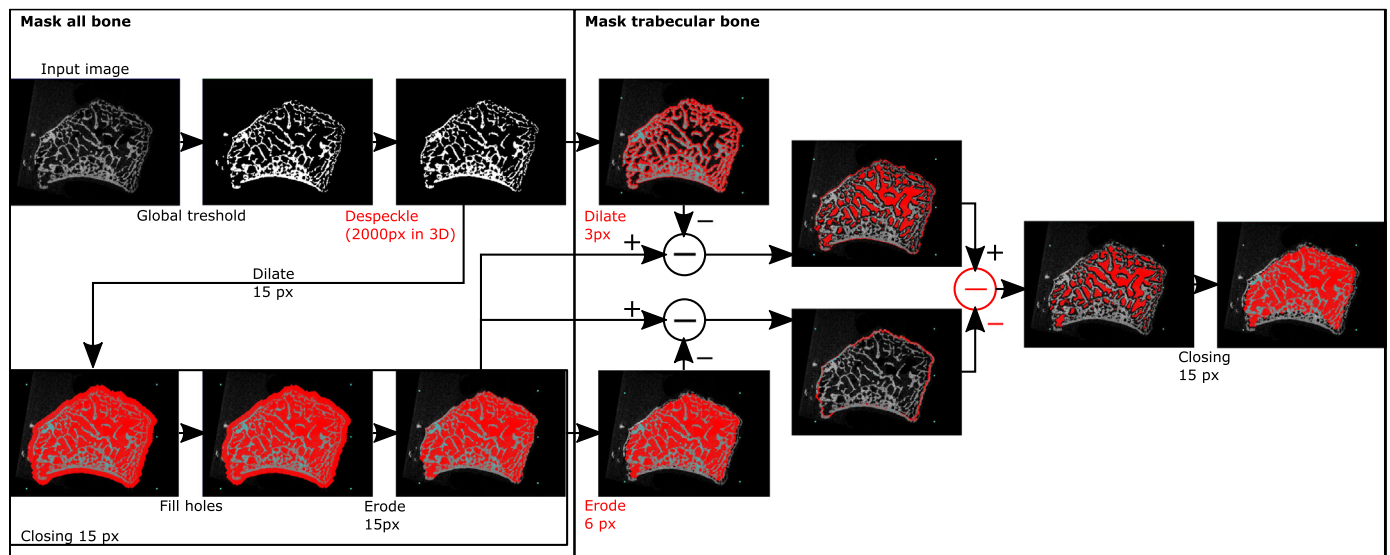 Mask all bone
Mask trabecular bone
Input image
Global treshold
Despeckle
(2000px in 3D)
Dilate
3px
−
+
−
Dilate
15 px
+
−
−
+
−
−
Closing
15 px
Fill holes
Erode
15px
Erode
6 px
Closing 15 px